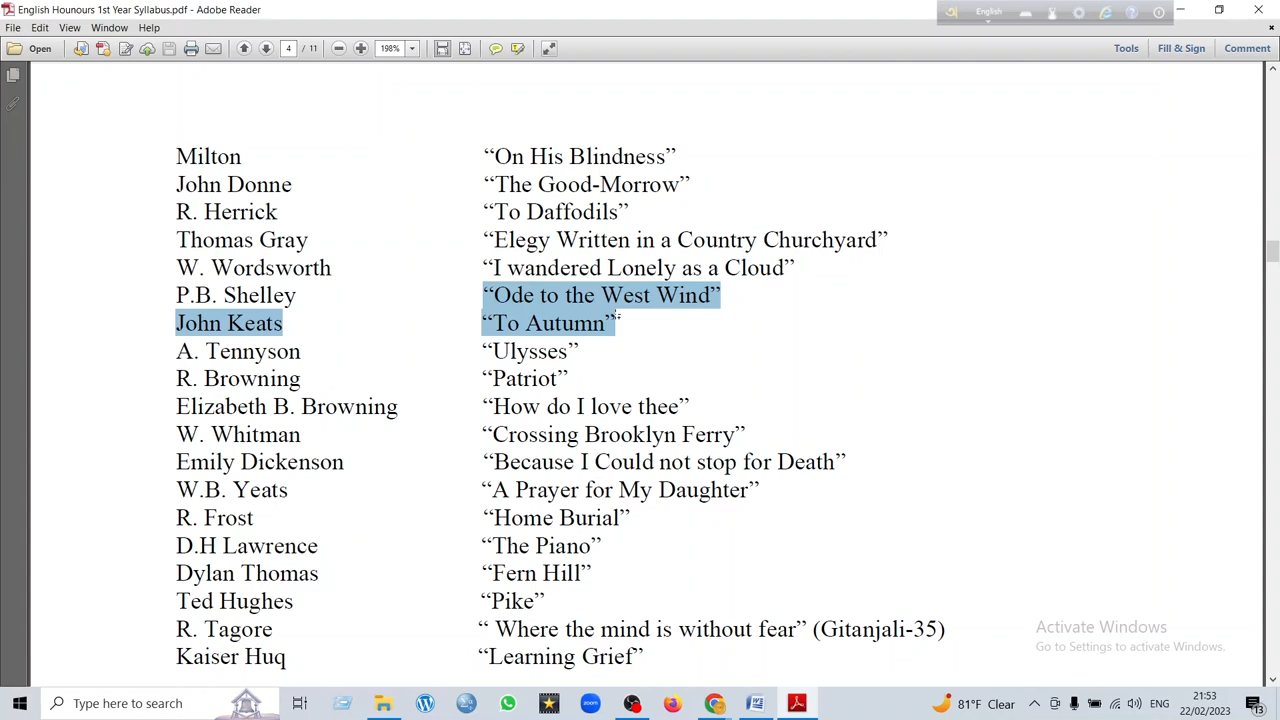 English Hounours 1st Year Syllabus.pdf - Adobe Reader
English
File Edit View Window Help
Open 4 / 11 198% Tools Fill & Sign Comment
Milton “On His Blindness”
John Donne “The Good-Morrow”
R. Herrick “To Daffodils”
Thomas Gray “Elegy Written in a Country Churchyard”
W. Wordsworth “I wandered Lonely as a Cloud”
P.B. Shelley “Ode to the West Wind”
John Keats “To Autumn”
A. Tennyson “Ulysses”
R. Browning “Patriot”
Elizabeth B. Browning “How do I love thee”
W. Whitman “Crossing Brooklyn Ferry”
Emily Dickenson “Because I Could not stop for Death”
W.B. Yeats “A Prayer for My Daughter”
R. Frost “Home Burial”
D.H Lawrence “The Piano”
Dylan Thomas “Fern Hill”
Ted Hughes “Pike”
R. Tagore “ Where the mind is without fear” (Gitanjali-35)
Kaiser Huq “Learning Grief”
Activate Windows
Go to Settings to activate Windows.
Type here to search
zoom
81°F Clear
ENG
21:53
22/02/2023
13